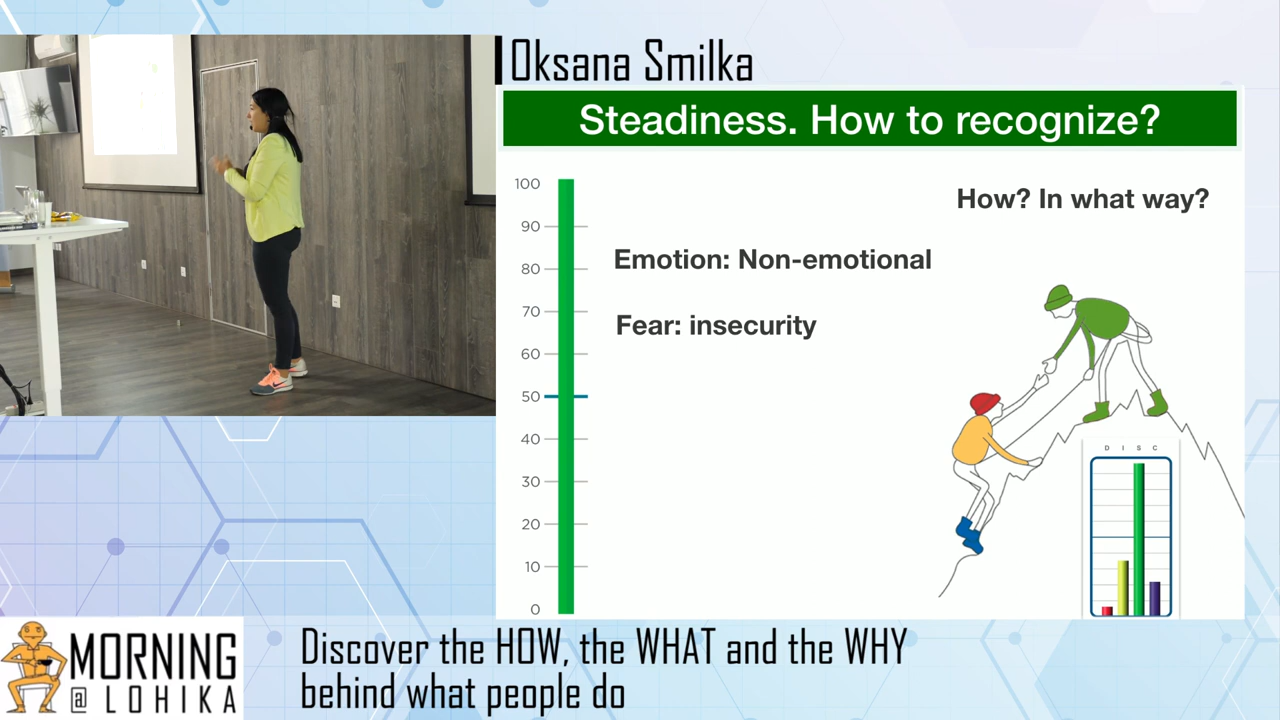 Oksana Smilka
Steadiness. How to recognize?
How? In what way?
Emotion: Non-emotional
Fear: insecurity
100
90
80
70
60
50
40
30
20
10
0
D I S C
MORNING
@ LOHIKA
Discover the HOW, the WHAT and the WHY
behind what people do